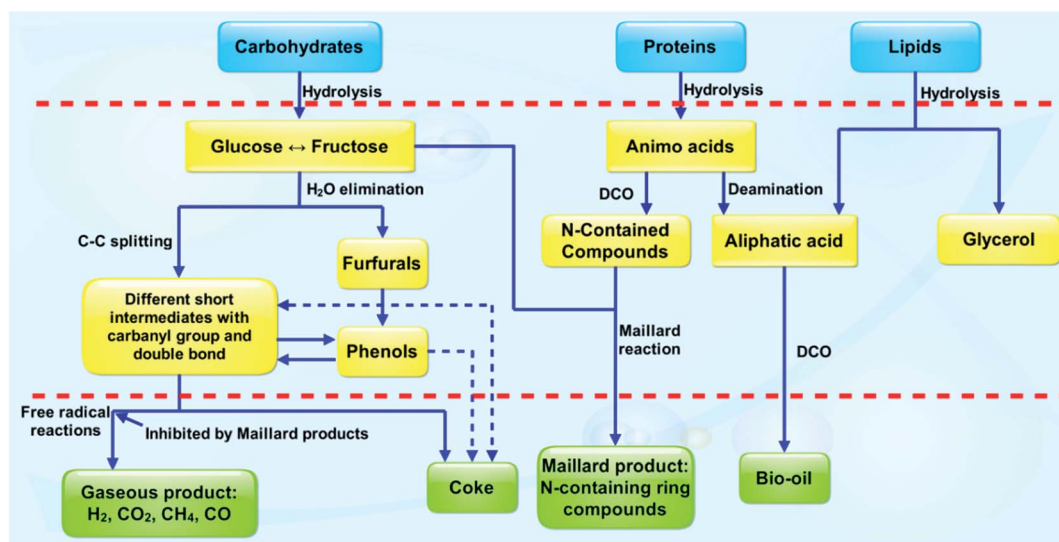 Carbohydrates
Proteins
Lipids
Hydrolysis
Hydrolysis
Hydrolysis
Glucose ↔ Fructose
Animo acids
H₂O elimination
DCO
Deamination
C-C splitting
Furfurals
N-Contained
Compounds
Aliphatic acid
Glycerol
Different short
intermediates with
carbanyl group and
double bond
Phenols
Maillard
reaction
DCO
Free radical
reactions
Inhibited by Maillard products
Gaseous product:
H₂, CO₂, CH₄, CO
Coke
Maillard product:
N-containing ring
compounds
Bio-oil